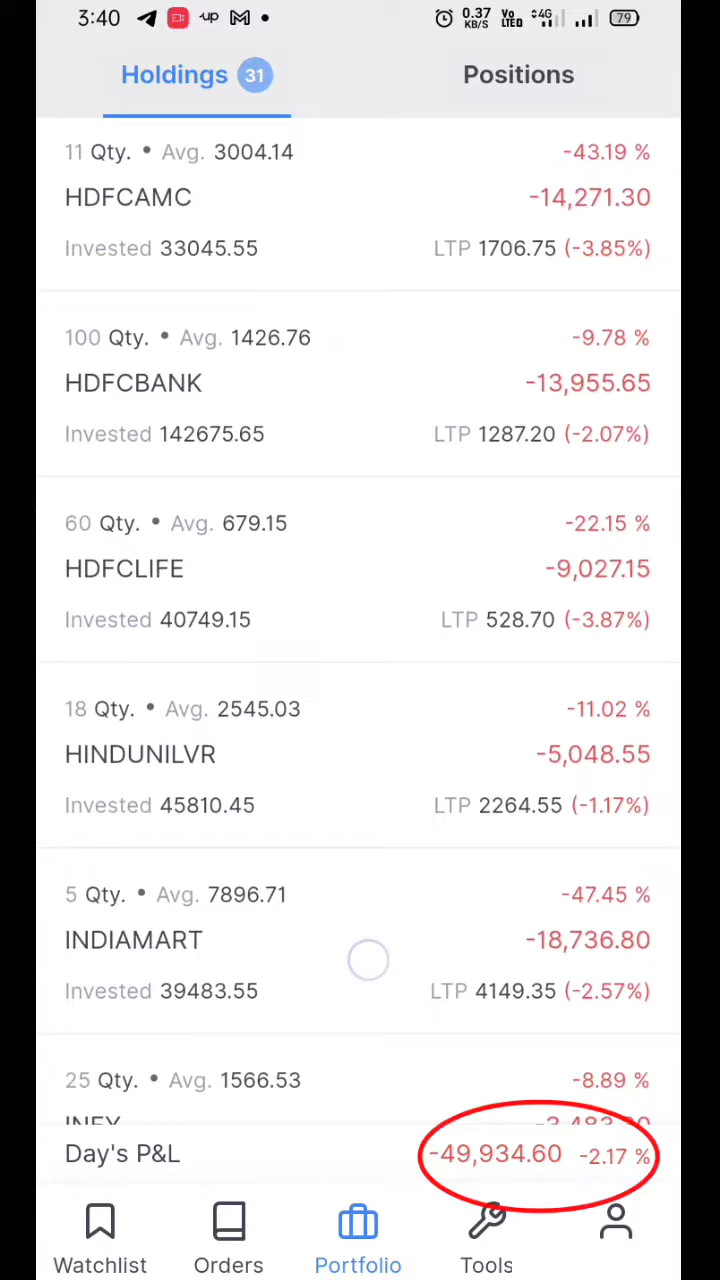 3:40 up 0.37 KB/S Vo LTED 4G 79
Holdings 31 Positions
11 Qty. • Avg. 3004.14 -43.19 %
HDFCAMC -14,271.30
Invested 33045.55 LTP 1706.75 (-3.85%)
100 Qty. • Avg. 1426.76 -9.78 %
HDFCBANK -13,955.65
Invested 142675.65 LTP 1287.20 (-2.07%)
60 Qty. • Avg. 679.15 -22.15 %
HDFCLIFE -9,027.15
Invested 40749.15 LTP 528.70 (-3.87%)
18 Qty. • Avg. 2545.03 -11.02 %
HINDUNILVR -5,048.55
Invested 45810.45 LTP 2264.55 (-1.17%)
5 Qty. • Avg. 7896.71 -47.45 %
INDIAMART -18,736.80
Invested 39483.55 LTP 4149.35 (-2.57%)
25 Qty. • Avg. 1566.53 -8.89 %
Day's P&L -49,934.60 -2.17 %
Watchlist Orders Portfolio Tools